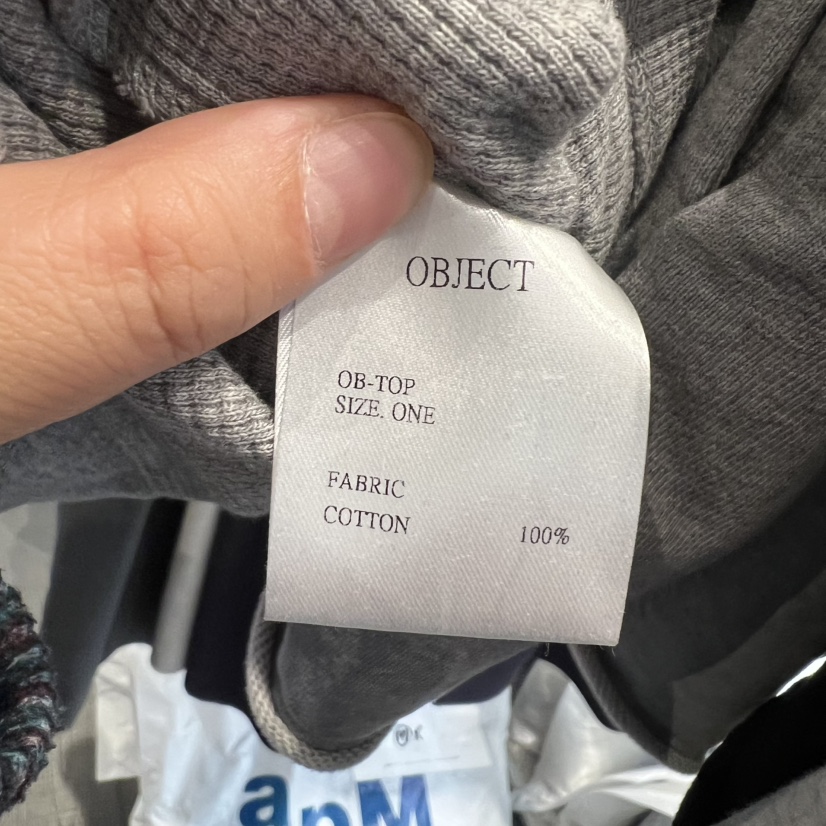 OBJECT
OB-TOP
SIZE. ONE
FABRIC
COTTON 100%
apM